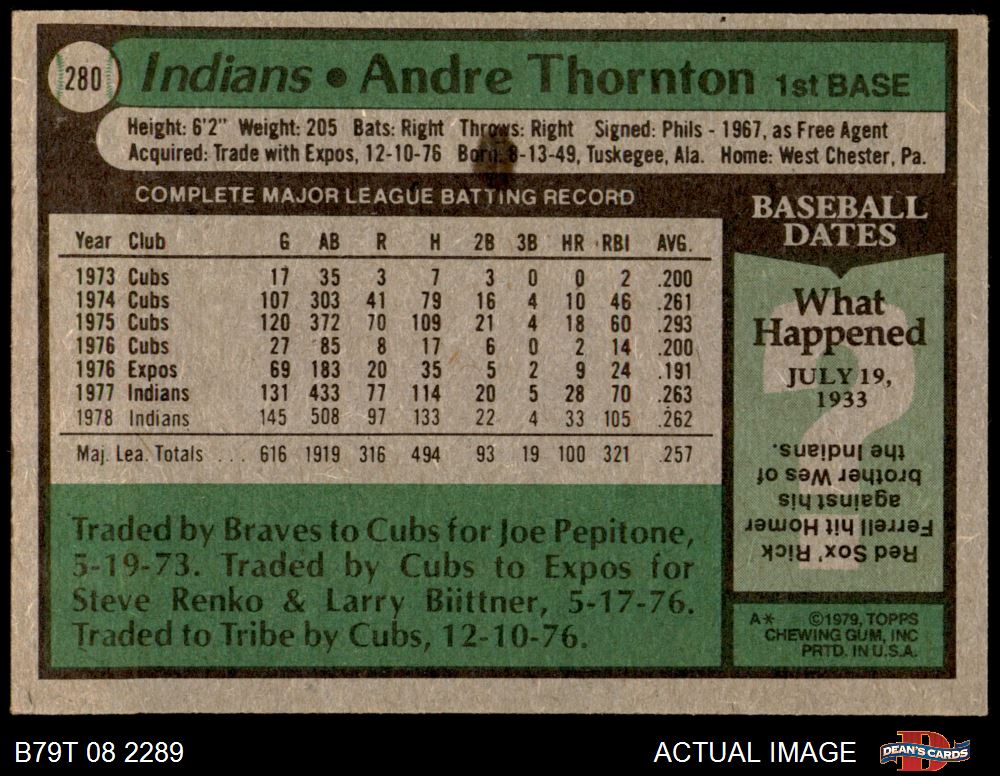 280 Indians • Andre Thornton 1st BASE
Height: 6'2" Weight: 205 Bats: Right Throws: Right Signed: Phils - 1967, as Free Agent
Acquired: Trade with Expos, 12-10-76 Born: 8-13-49, Tuskegee, Ala. Home: West Chester, Pa.
COMPLETE MAJOR LEAGUE BATTING RECORD
Year Club G AB R H 2B 3B HR RBI AVG.
1973 Cubs 17 35 3 7 3 0 0 2 .200
1974 Cubs 107 303 41 79 16 4 10 46 .261
1975 Cubs 120 372 70 109 21 4 18 60 .293
1976 Cubs 27 85 8 17 6 0 2 14 .200
1976 Expos 69 183 20 35 5 2 9 24 .191
1977 Indians 131 433 77 114 20 5 28 70 .263
1978 Indians 145 508 97 133 22 4 33 105 .262
Maj. Lea. Totals ... 616 1919 316 494 93 19 100 321 .257
Traded by Braves to Cubs for Joe Pepitone,
5-19-73. Traded by Cubs to Expos for
Steve Renko & Larry Biittner, 5-17-76.
Traded to Tribe by Cubs, 12-10-76.
BASEBALL
DATES
What
Happened
JULY 19,
1933
?
Red Sox' Rick
Ferrell hit Homer
against his
brother Wes of
the Indians.
A* ©1979, TOPPS
CHEWING GUM, INC
PRTD. IN U.S.A.
B79T 08 2289
ACTUAL IMAGE
D
DEAN'S CARDS